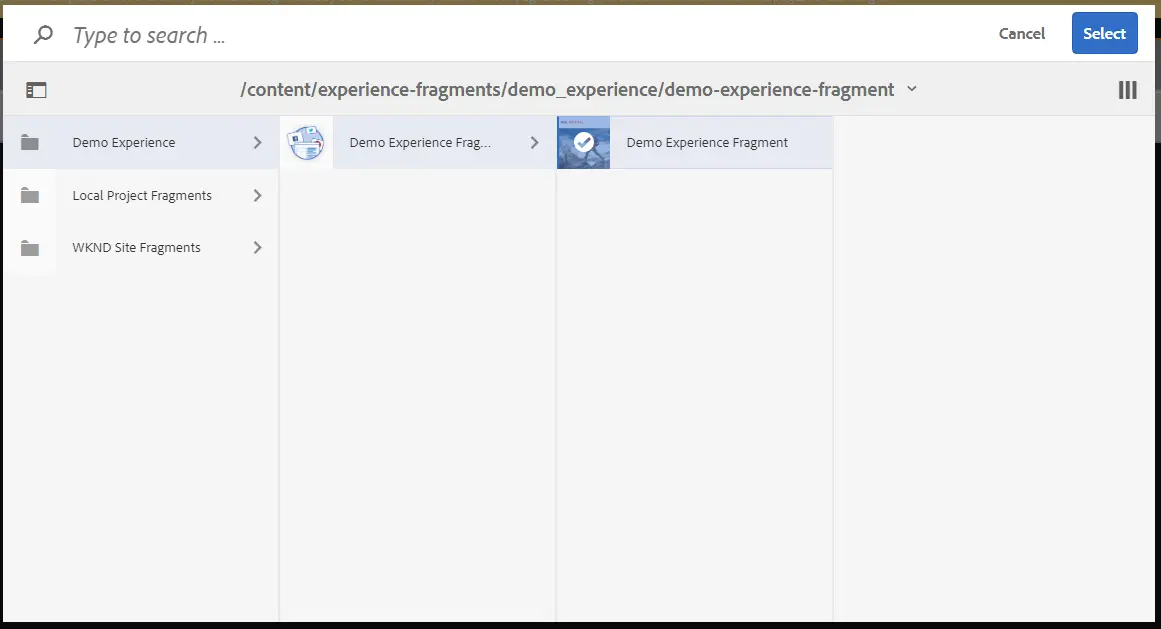 Type to search ...
Cancel
Select
/content/experience-fragments/demo_experience/demo-experience-fragment
Demo Experience
Demo Experience Frag...
Demo Experience Fragment
Local Project Fragments
WKND Site Fragments